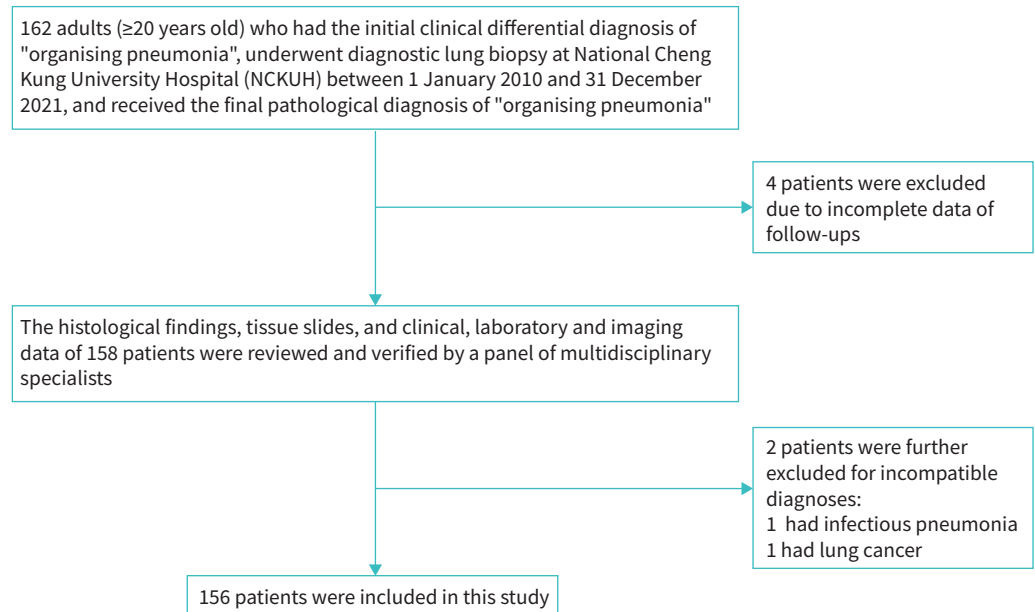 162 adults (≥20 years old) who had the initial clinical differential diagnosis of
"organising pneumonia", underwent diagnostic lung biopsy at National Cheng
Kung University Hospital (NCKUH) between 1 January 2010 and 31 December
2021, and received the final pathological diagnosis of "organising pneumonia"
4 patients were excluded
due to incomplete data of
follow-ups
The histological findings, tissue slides, and clinical, laboratory and imaging
data of 158 patients were reviewed and verified by a panel of multidisciplinary
specialists
2 patients were further
excluded for incompatible
diagnoses:
1 had infectious pneumonia
1 had lung cancer
156 patients were included in this study